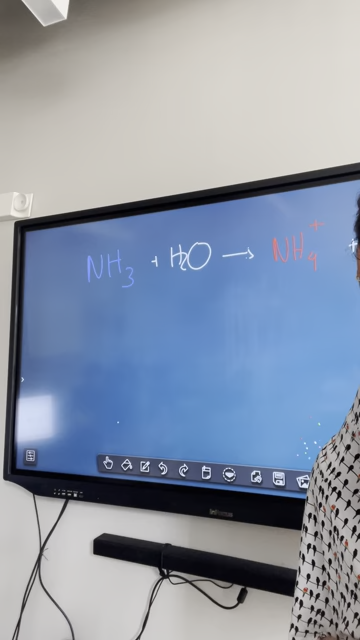 NH3 + H2O → NH4+ +